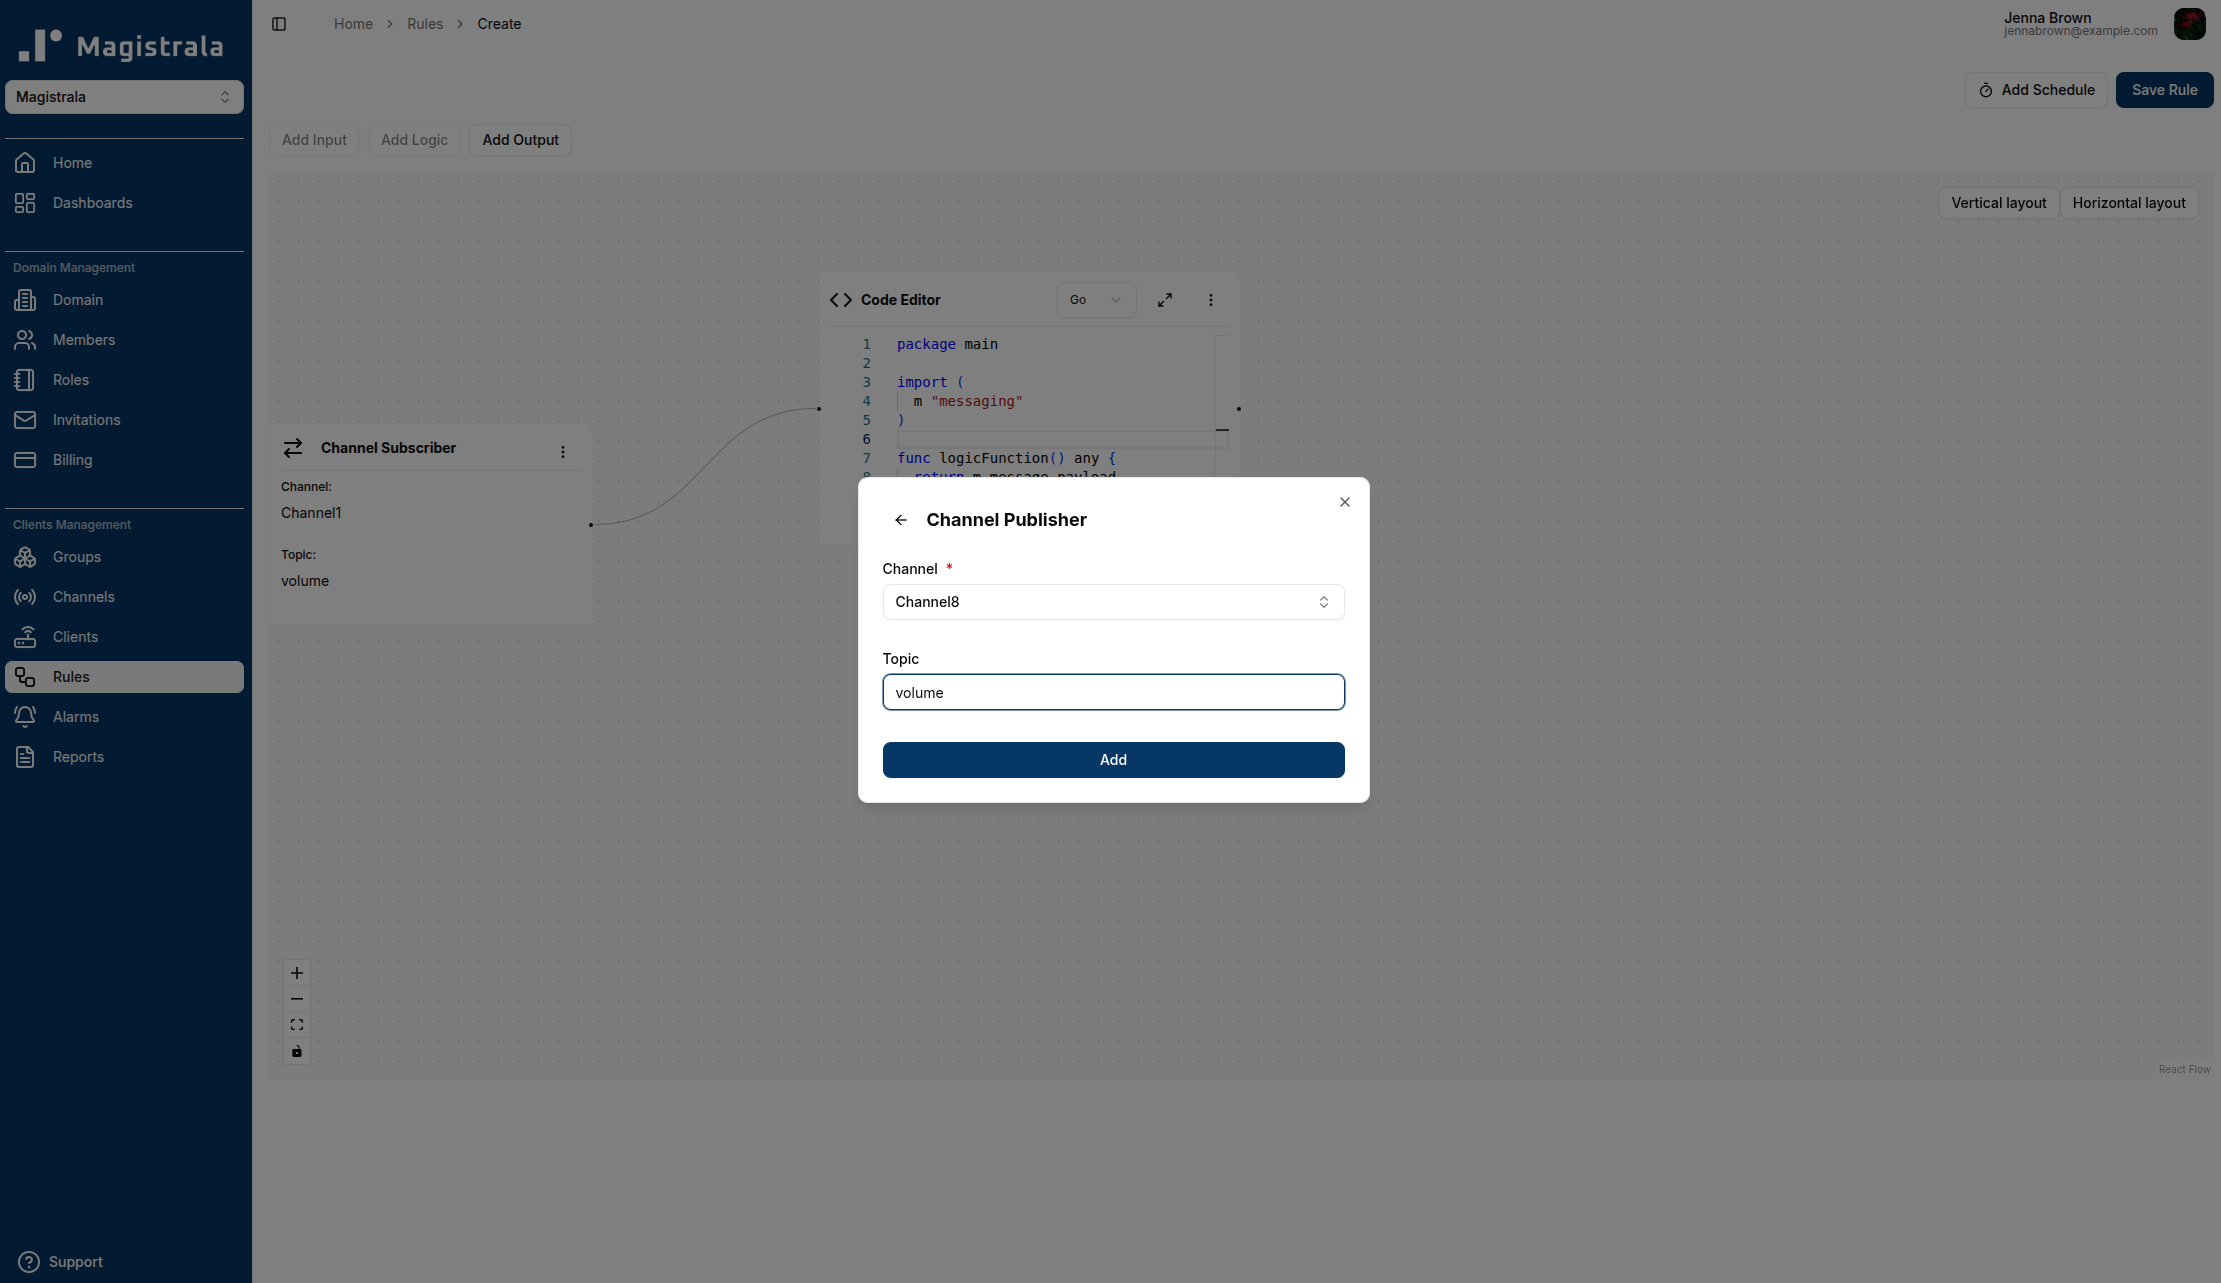 Magistrala
Magistrala
Home
Dashboards
Domain Management
Domain
Members
Roles
Invitations
Billing
Clients Management
Groups
Channels
Clients
Rules
Alarms
Reports
Support
Home > Rules > Create
Jenna Brown
jennabrown@example.com
Add Schedule
Save Rule
Add Input
Add Logic
Add Output
Vertical layout
Horizontal layout
Channel Subscriber
Channel:
Channel1
Topic:
volume
Code Editor
Go
1 package main
2
3 import (
4 m "messaging"
5 )
6
7 func logicFunction() any {
8 return m.message.payload
Channel Publisher
Channel *
Channel8
Topic
volume
Add
React Flow